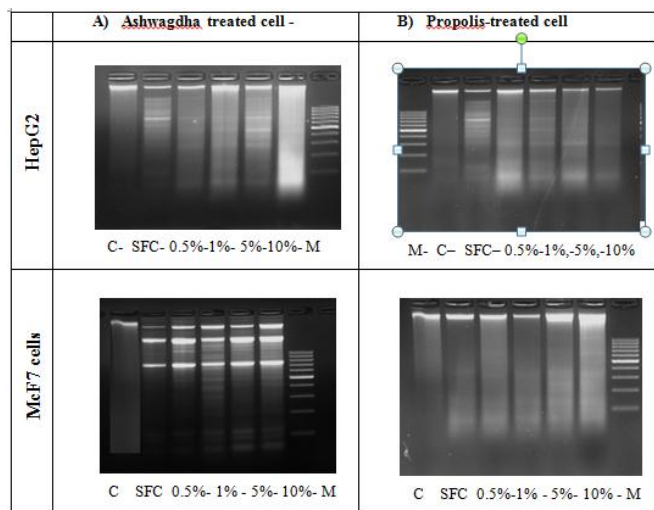 A) Ashwagdha treated cell -
B) Propolis-treated cell
HepG2
C- SFC- 0.5%-1%- 5%-10%- M
M- C– SFC– 0.5%-1%,-5%,-10%
McF7 cells
C SFC 0.5%- 1% - 5%- 10%- M
C SFC 0.5%-1% - 5%- 10% - M